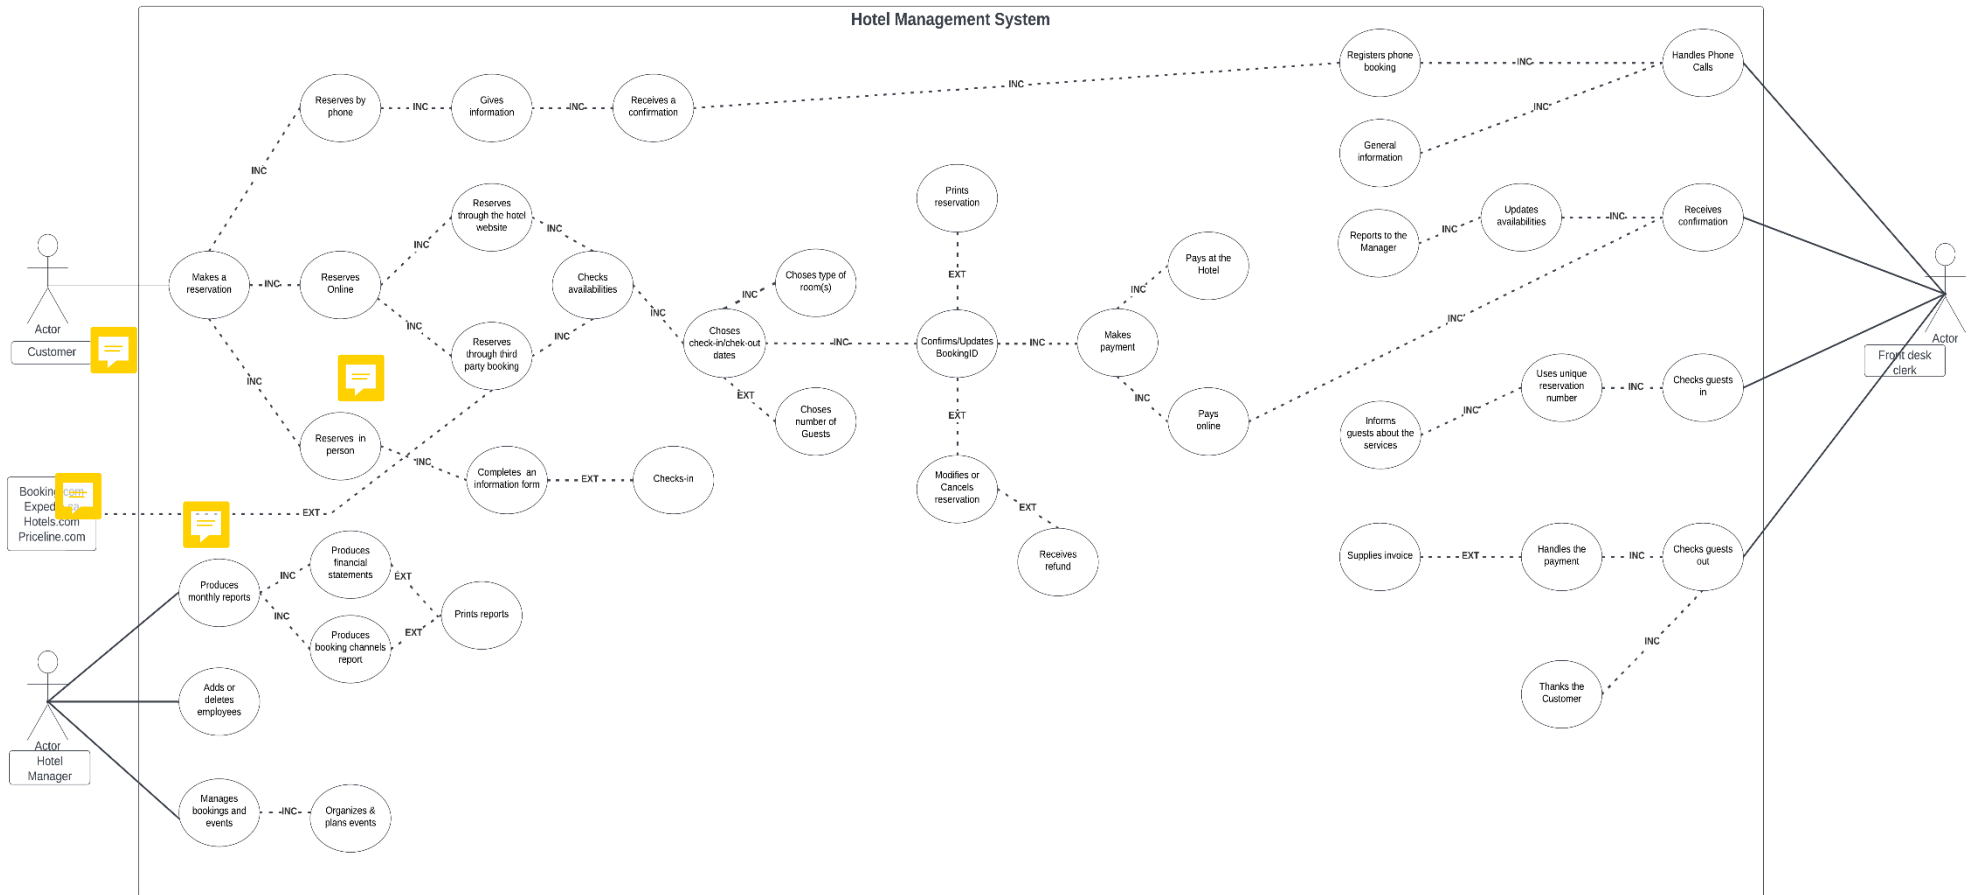 Hotel Management System
Registers phone
booking
INC
Handles Phone
Calls
Reserves by
phone
INC
Gives
information
INC
Receives a
confirmation
INC
INC
General
information
INC
Prints
reservation
Reserves
through the hotel
website
INC
INC
Updates
availabilities
INC
Receives
confirmation
Reports to the
Manager
INC
Makes a
reservation
INC
Reserves
Online
Checks
availabilities
Choses type of
room(s)
EXT
Pays at the
Hotel
INC
INC
INC
INC
INC
INC
Actor
Customer
Reserves
through third
party booking
Choses
check-in/chek-out
dates
INC
Confirms/Updates
BookingID
INC
Makes
payment
INC
Actor
Front desk
clerk
INC
EXT
Choses
number of
Guests
EXT
INC
Pays
online
Uses unique
reservation
number
INC
Checks guests
in
INC
Informs
guests about the
services
Reserves in
person
INC
Completes an
information form
EXT
Checks-in
Modifies or
Cancels
reservation
EXT
Receives
refund
Hotels.com
Priceline.com
EXT
Supplies invoice
EXT
Handles the
payment
INC
Checks guests
out
INC
Thanks the
Customer
Produces
monthly reports
INC
Produces
financial
statements
EXT
INC
Produces
booking channels
report
EXT
Prints reports
Adds or
deletes
employees
Actor
Hotel
Manager
Manages
bookings and
events
INC
Organizes &
plans events